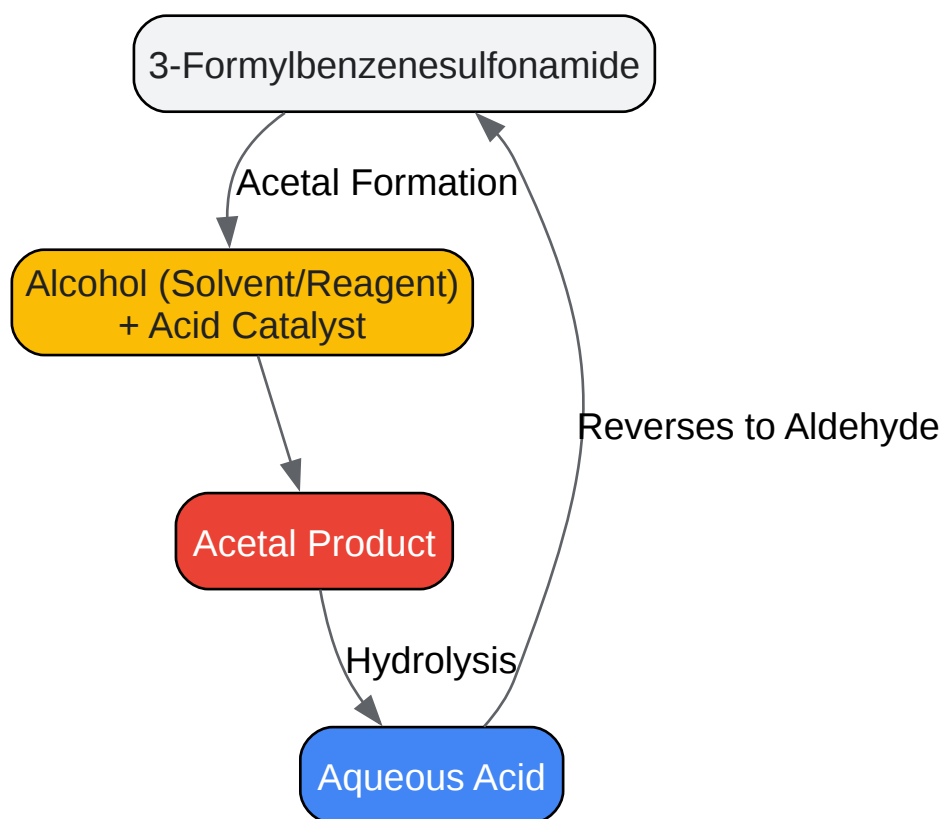 3-Formylbenzenesulfonamide
Acetal Formation
Alcohol (Solvent/Reagent)
+ Acid Catalyst
Reverses to Aldehyde
Acetal Product
Hydrolysis
Aqueous Acid